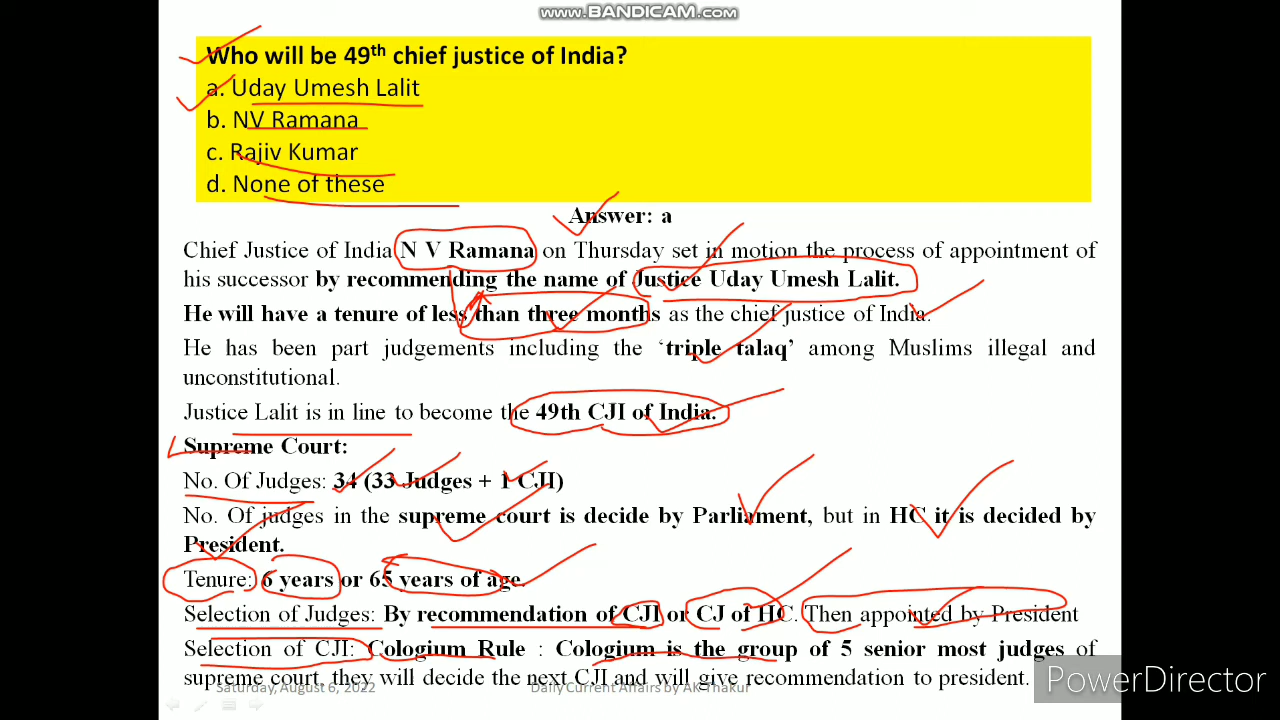 www.BANDICAM.com
Who will be 49th chief justice of India?
a. Uday Umesh Lalit
b. NV Ramana
c. Rajiv Kumar
d. None of these
Answer: a
Chief Justice of India N V Ramana on Thursday set in motion the process of appointment of
his successor by recommending the name of Justice Uday Umesh Lalit.
He will have a tenure of less than three months as the chief justice of India.
He has been part judgements including the ‘triple talaq’ among Muslims illegal and
unconstitutional.
Justice Lalit is in line to become the 49th CJI of India.
Supreme Court:
No. Of Judges: 34 (33 Judges + 1 CJI)
No. Of judges in the supreme court is decide by Parliament, but in HC it is decided by
President.
Tenure: 6 years or 65 years of age.
Selection of Judges: By recommendation of CJI or CJ of HC. Then appointed by President
Selection of CJI: Cologium Rule : Cologium is the group of 5 senior most judges of
supreme court, they will decide the next CJI and will give recommendation to president.
Saturday, August 6, 2022
Daily Current Affairs by AK Thakur
PowerDirector